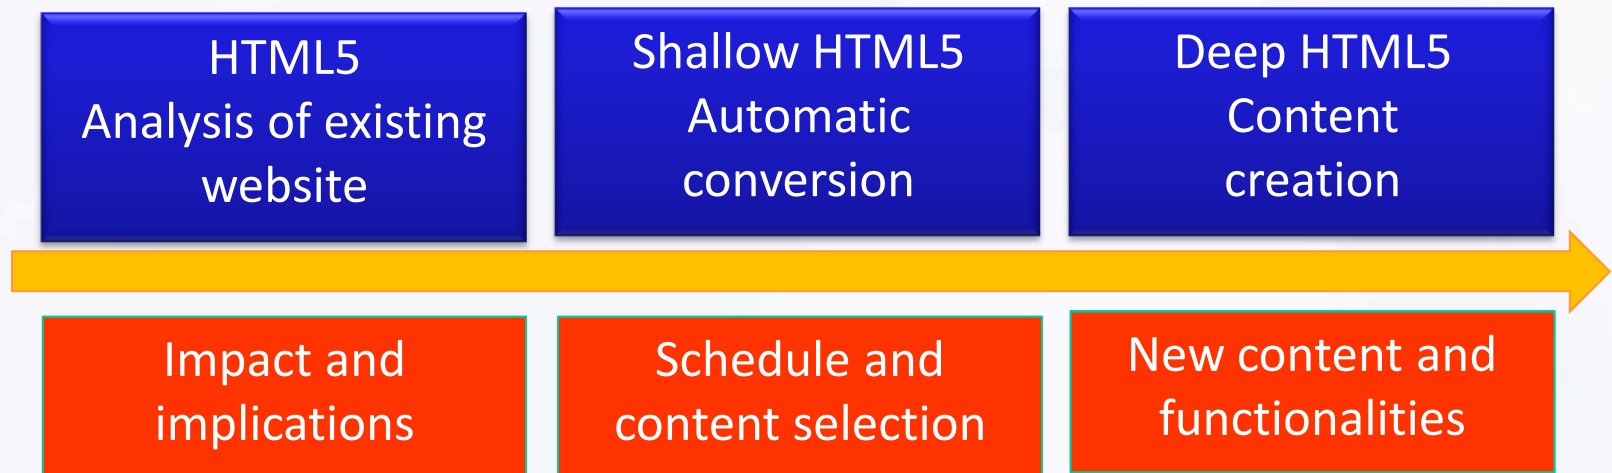 HTML5
Analysis of existing
website
Shallow HTML5
Automatic
conversion
Deep HTML5
Content
creation
Impact and
implications
Schedule and
content selection
New content and
functionalities